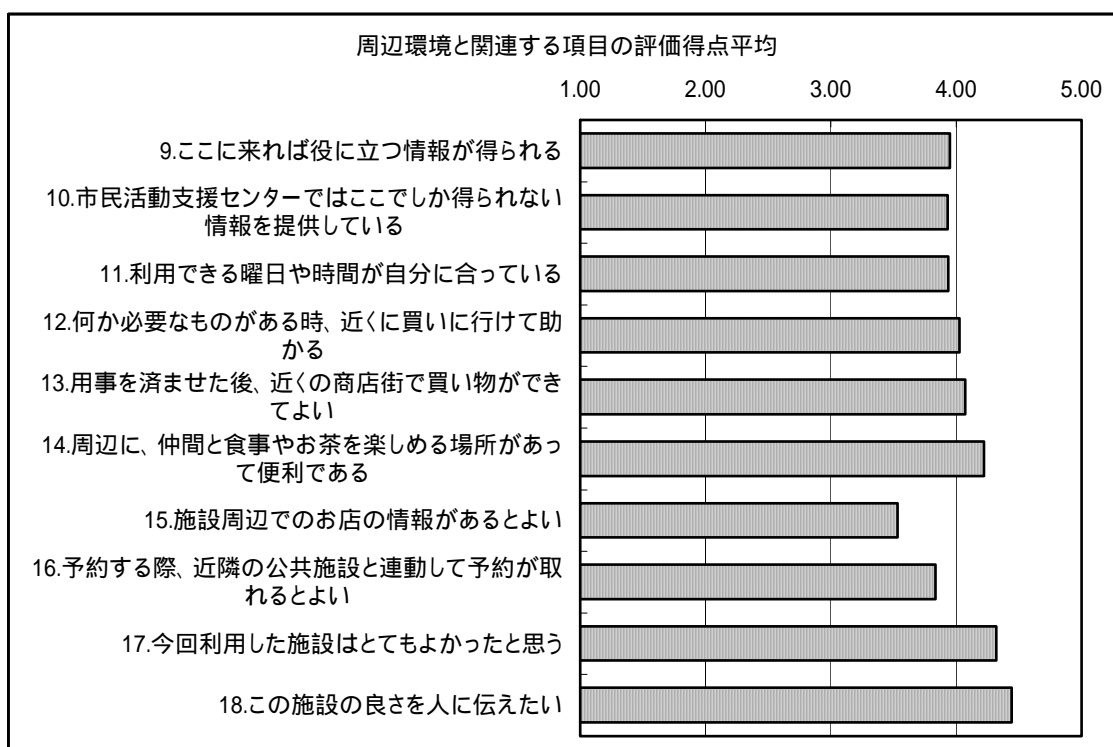 周辺環境と関連する項目の評価得点平均
1.00 2.00 3.00 4.00 5.00
9.ここに来れば役に立つ情報が得られる
10.市民活動支援センターではここでしか得られない
情報を提供している
11.利用できる曜日や時間が自分に合っている
12.何か必要なものがある時、近くに買いに行けて助
かる
13.用事を済ませた後、近くの商店街で買い物ができ
てよい
14.周辺に、仲間と食事やお茶を楽しめる場所があっ
て便利である
15.施設周辺でのお店の情報があるとよい
16.予約する際、近隣の公共施設と連動して予約が取
れるとよい
17.今回利用した施設はとてもよかったと思う
18.この施設の良さを人に伝えたい